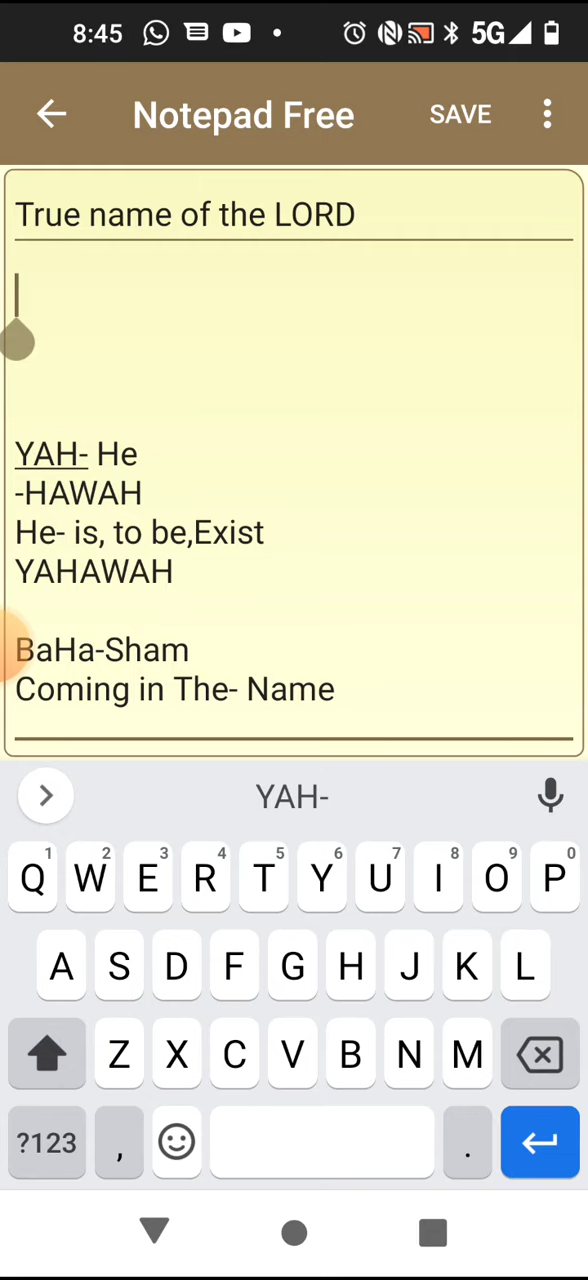 8:45 5G
Notepad Free SAVE
True name of the LORD
YAH- He
-HAWAH
He- is, to be,Exist
YAHAWAH
BaHa-Sham
Coming in The- Name
YAH-
1 2 3 4 5 6 7 8 9 0
Q W E R T Y U I O P
A S D F G H J K L
Z X C V B N M
?123 , .